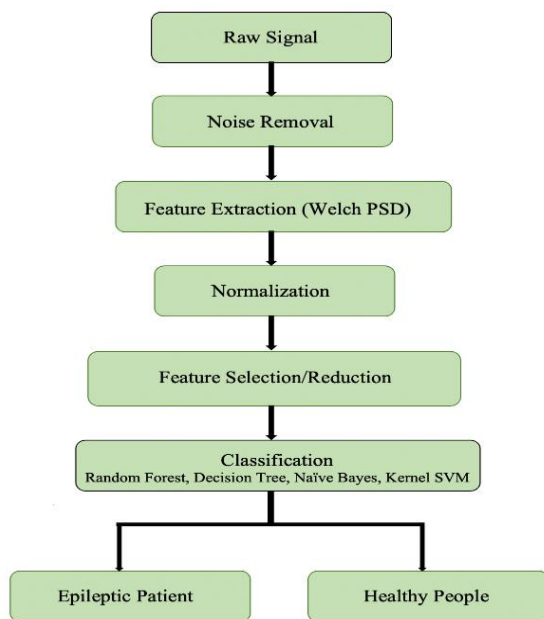 Raw Signal
Noise Removal
Feature Extraction (Welch PSD)
Normalization
Feature Selection/Reduction
Classification
Random Forest, Decision Tree, Naïve Bayes, Kernel SVM
Epileptic Patient
Healthy People